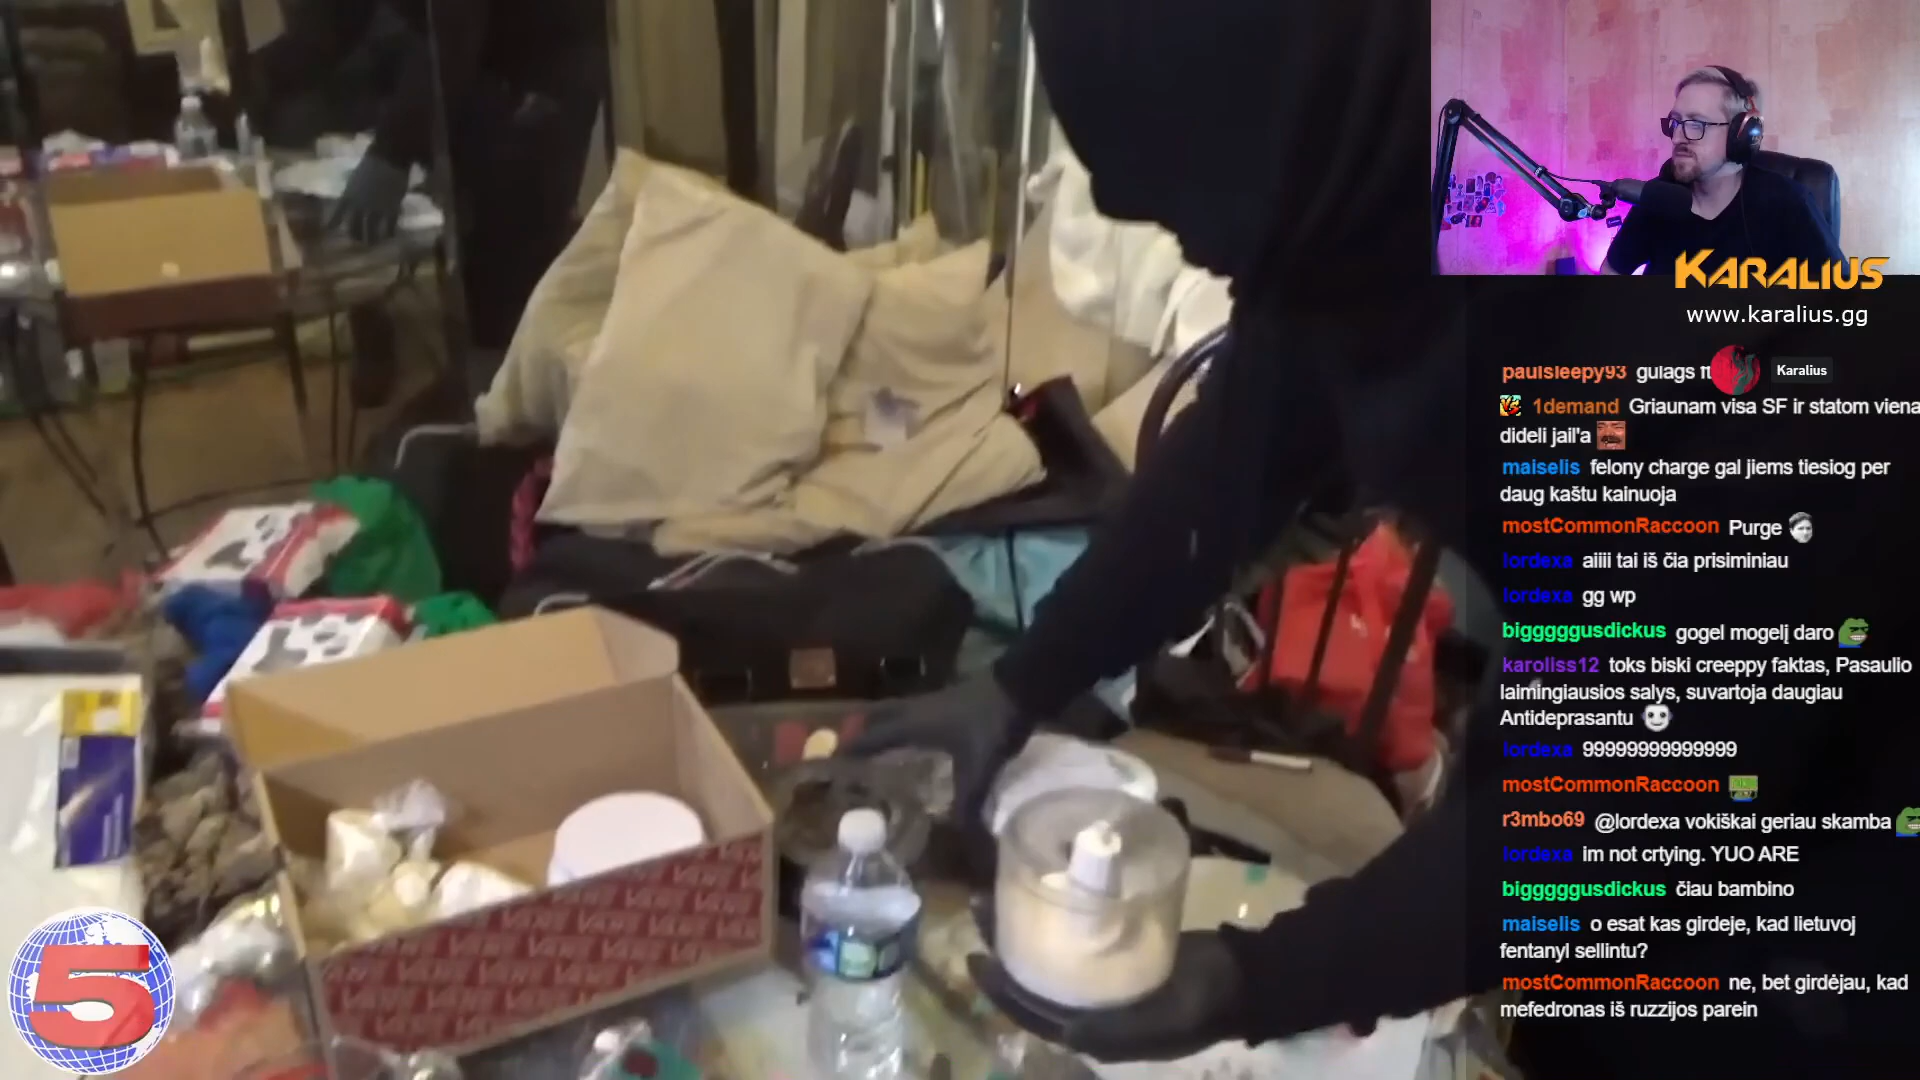 KARALIUS
www.karalius.gg
paulsleepy93 gulags
Karalius
1demand Griaunam visa SF ir statom viena
dideli jail'a
maiselis felony charge gal jiems tiesiog per
daug kaštu kainuoja
mostCommonRaccoon Purge
lordexa aiiii tai iš čia prisiminiau
lordexa gg wp
bigggggusdickus gogel mogelį daro
karoliss12 toks biski creeppy faktas, Pasaulio
laimingiausios salys, suvartoja daugiau
Antideprasantu
lordexa 99999999999999
mostCommonRaccoon
r3mbo69 @lordexa vokiškai geriau skamba
lordexa im not crtying. YUO ARE
bigggggusdickus čiau bambino
maiselis o esat kas girdeje, kad lietuvoj
fentanyl sellintu?
mostCommonRaccoon ne, bet girdėjau, kad
mefedronas iš ruzzijos parein
5